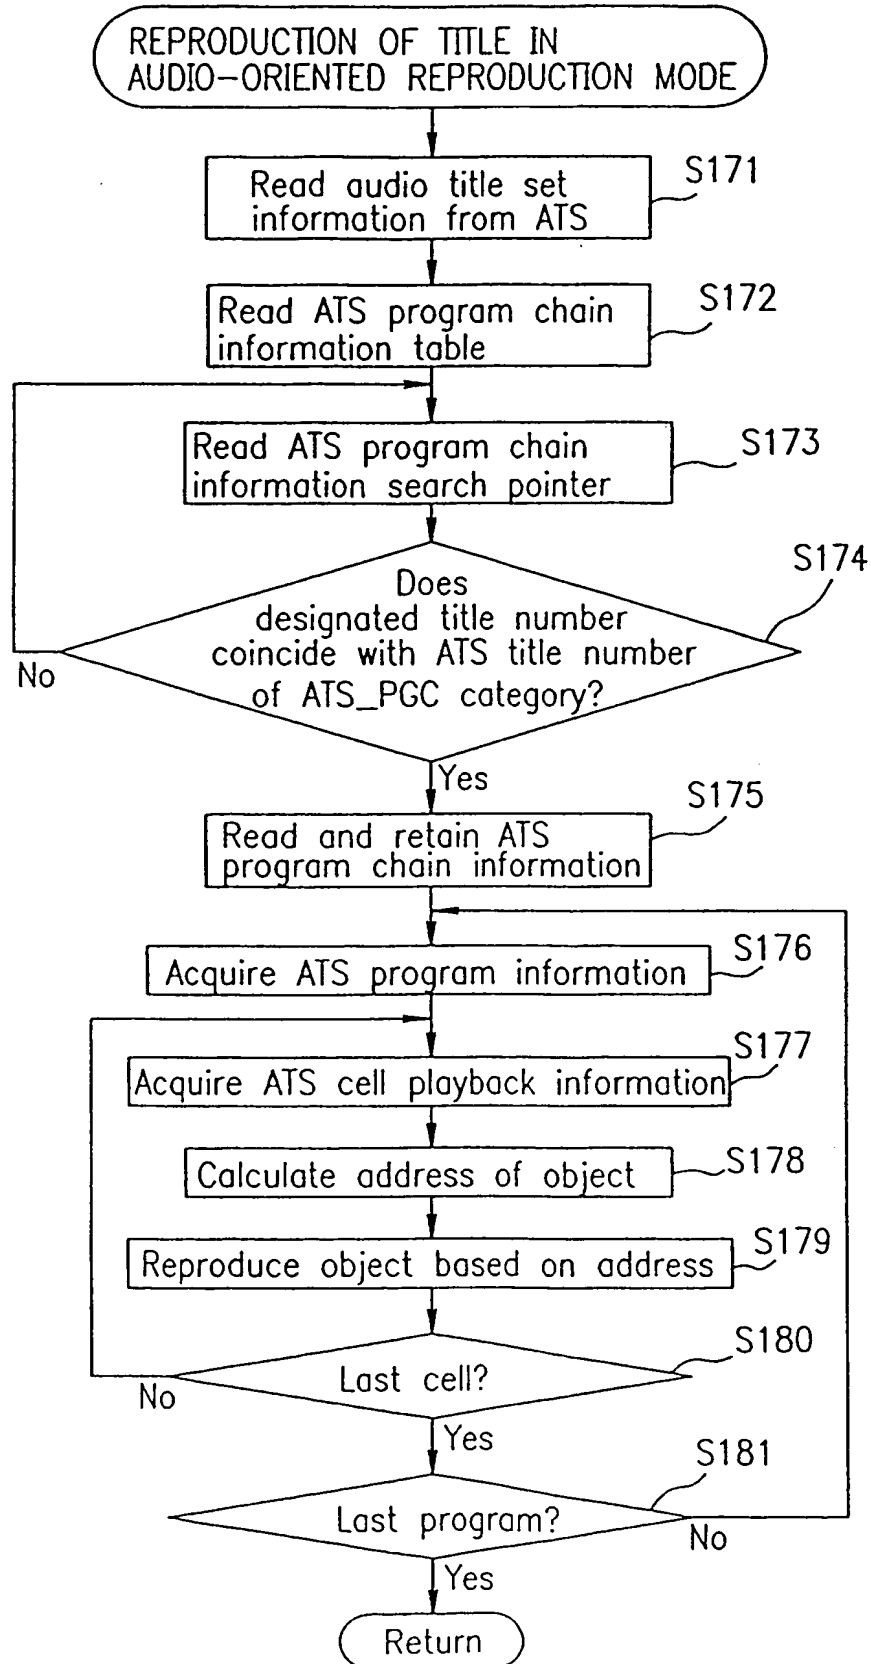 REPRODUCTION OF TITLE IN
AUDIO-ORIENTED REPRODUCTION MODE
S171
Read audio title set
information from ATS
S172
Read ATS program chain
information table
S173
Read ATS program chain
information search pointer
S174
Does
designated title number
coincide with ATS title number
of ATS_PGC category?
No
Yes
S175
Read and retain ATS
program chain information
S176
Acquire ATS program information
S177
Acquire ATS cell playback information
S178
Calculate address of object
S179
Reproduce object based on address
S180
Last cell?
No
Yes
S181
Last program?
No
Yes
Return